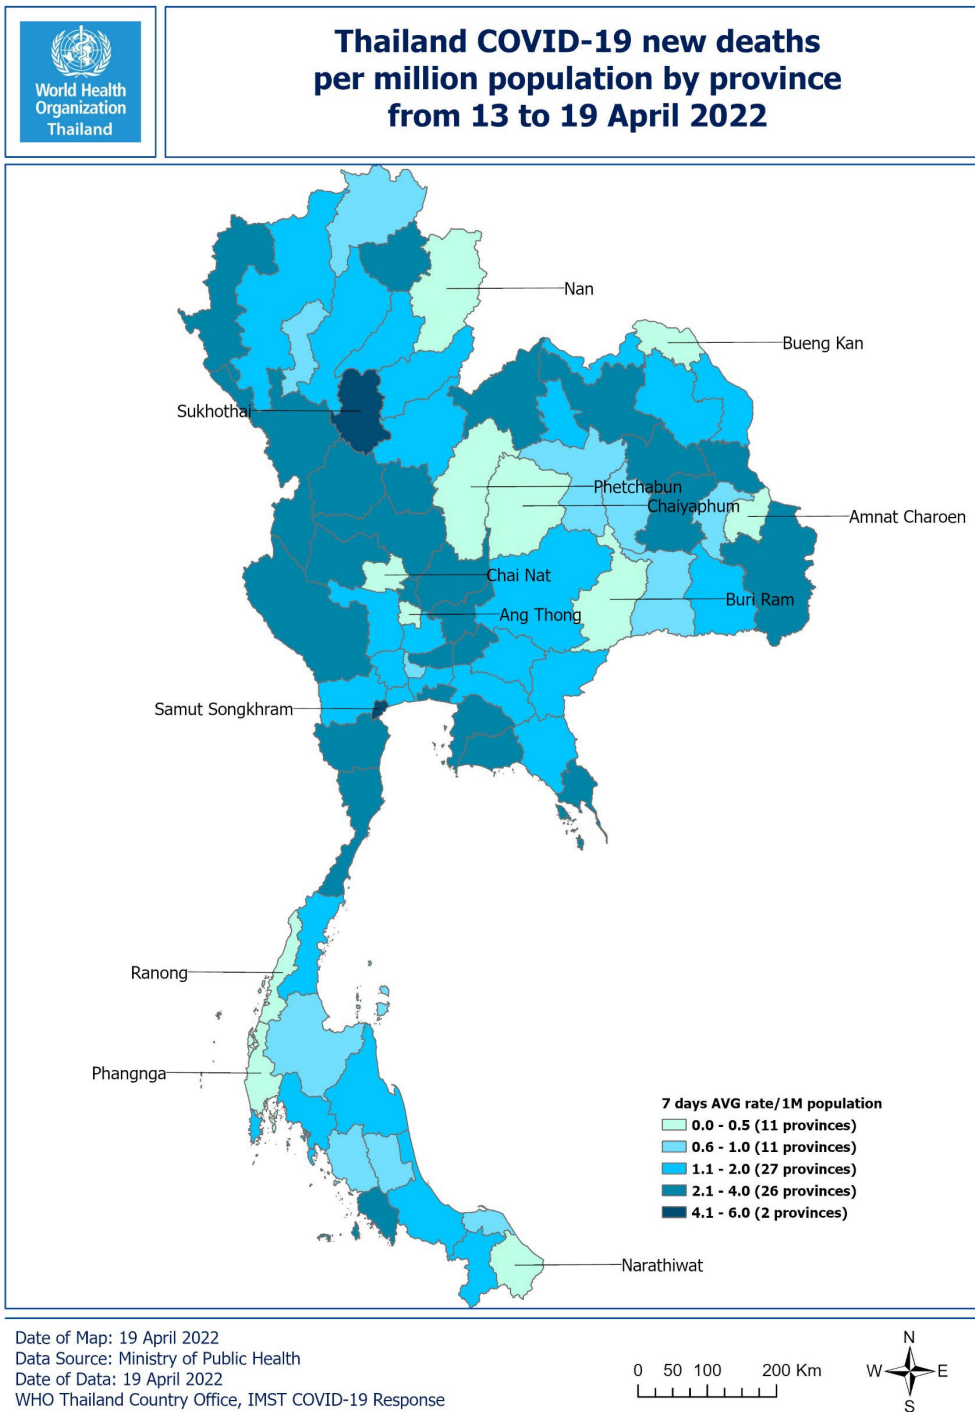 World Health
Organization
Thailand
Thailand COVID-19 new deaths
per million population by province
from 13 to 19 April 2022
Nan
Bueng Kan
Sukhothai
Phetchabun
Chaiyaphum
Amnat Charoen
Chai Nat
Buri Ram
Ang Thong
Samut Songkhram
Ranong
Phangnga
7 days AVG rate/1M population
0.0 - 0.5 (11 provinces)
0.6 - 1.0 (11 provinces)
1.1 - 2.0 (27 provinces)
2.1 - 4.0 (26 provinces)
4.1 - 6.0 (2 provinces)
Narathiwat
Date of Map: 19 April 2022
Data Source: Ministry of Public Health
Date of Data: 19 April 2022
WHO Thailand Country Office, IMST COVID-19 Response
0 50 100 200 Km
N
W E
S